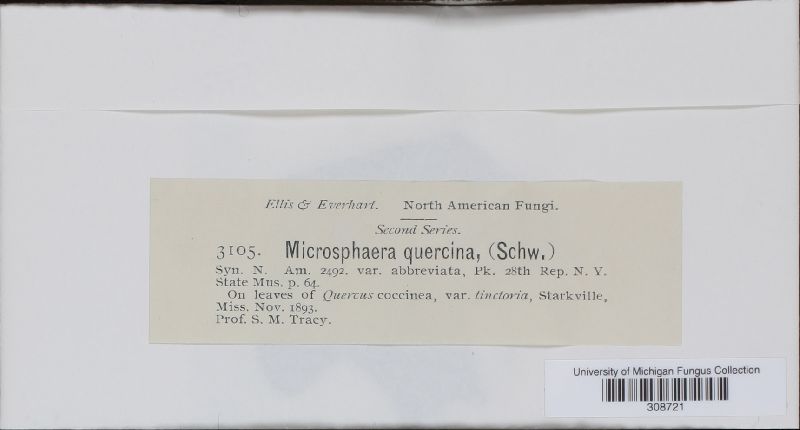 Ellis & Everhart. North American Fungi.
Second Series.
3105. Microsphaera quercina, (Schw.)
Syn. N. Am. 2492. var. abbreviata, Pk. 28th Rep. N. Y.
State Mus. p. 64.
On leaves of Quercus coccinea, var. tinctoria, Starkville,
Miss. Nov. 1893.
Prof. S. M. Tracy.
University of Michigan Fungus Collection
308721